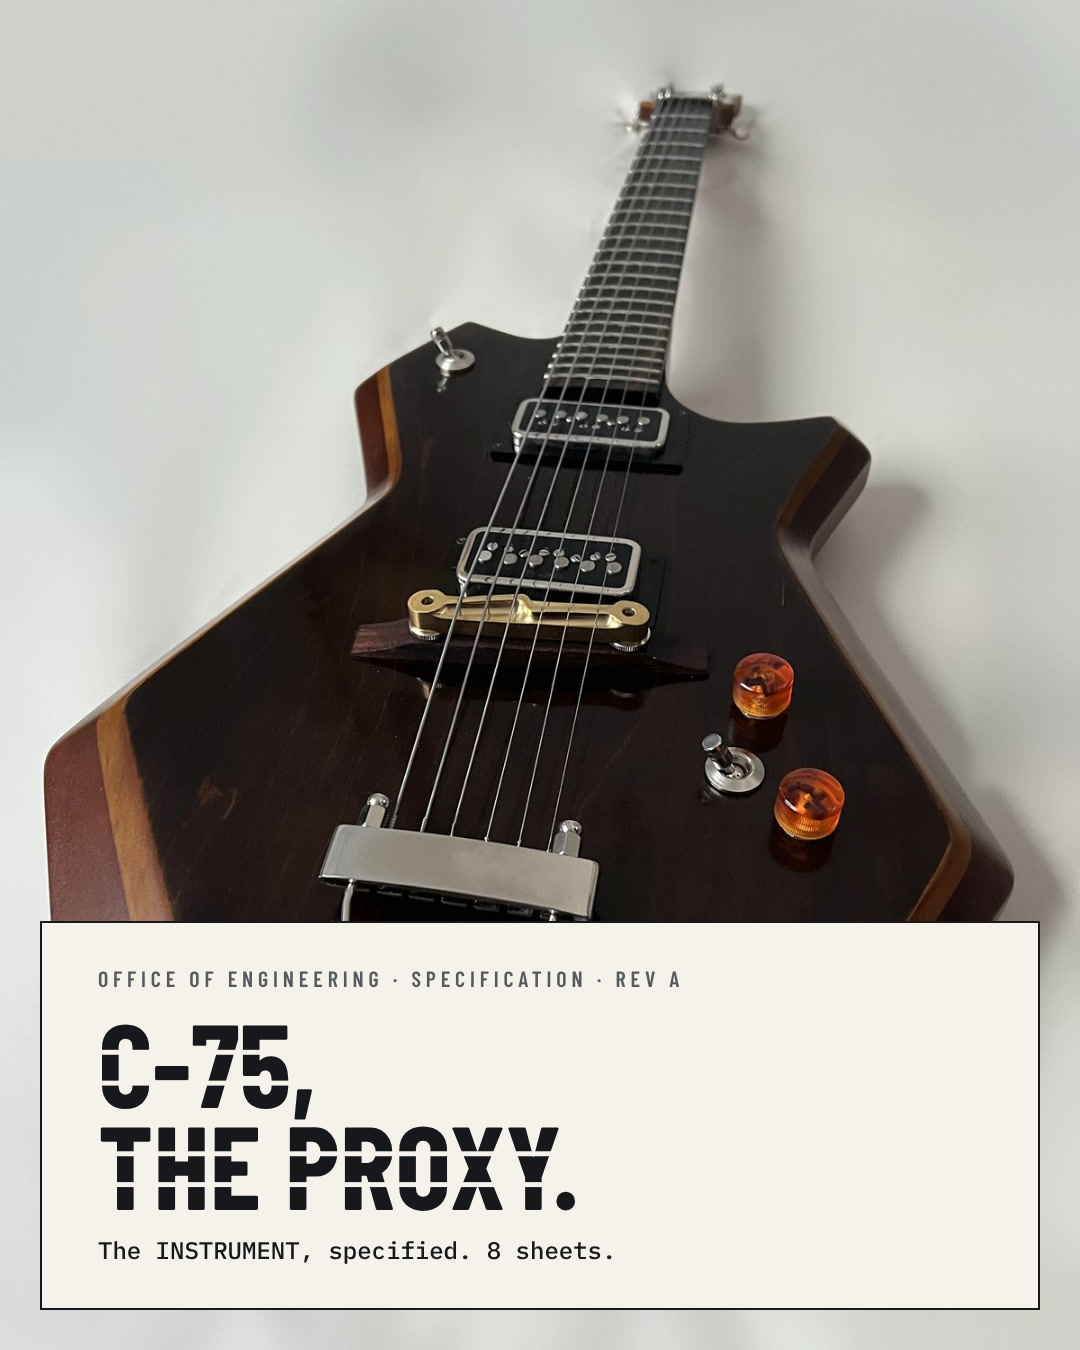 OFFICE OF ENGINEERING · SPECIFICATION · REV A
C-75,
THE PROXY.
The INSTRUMENT, specified. 8 sheets.